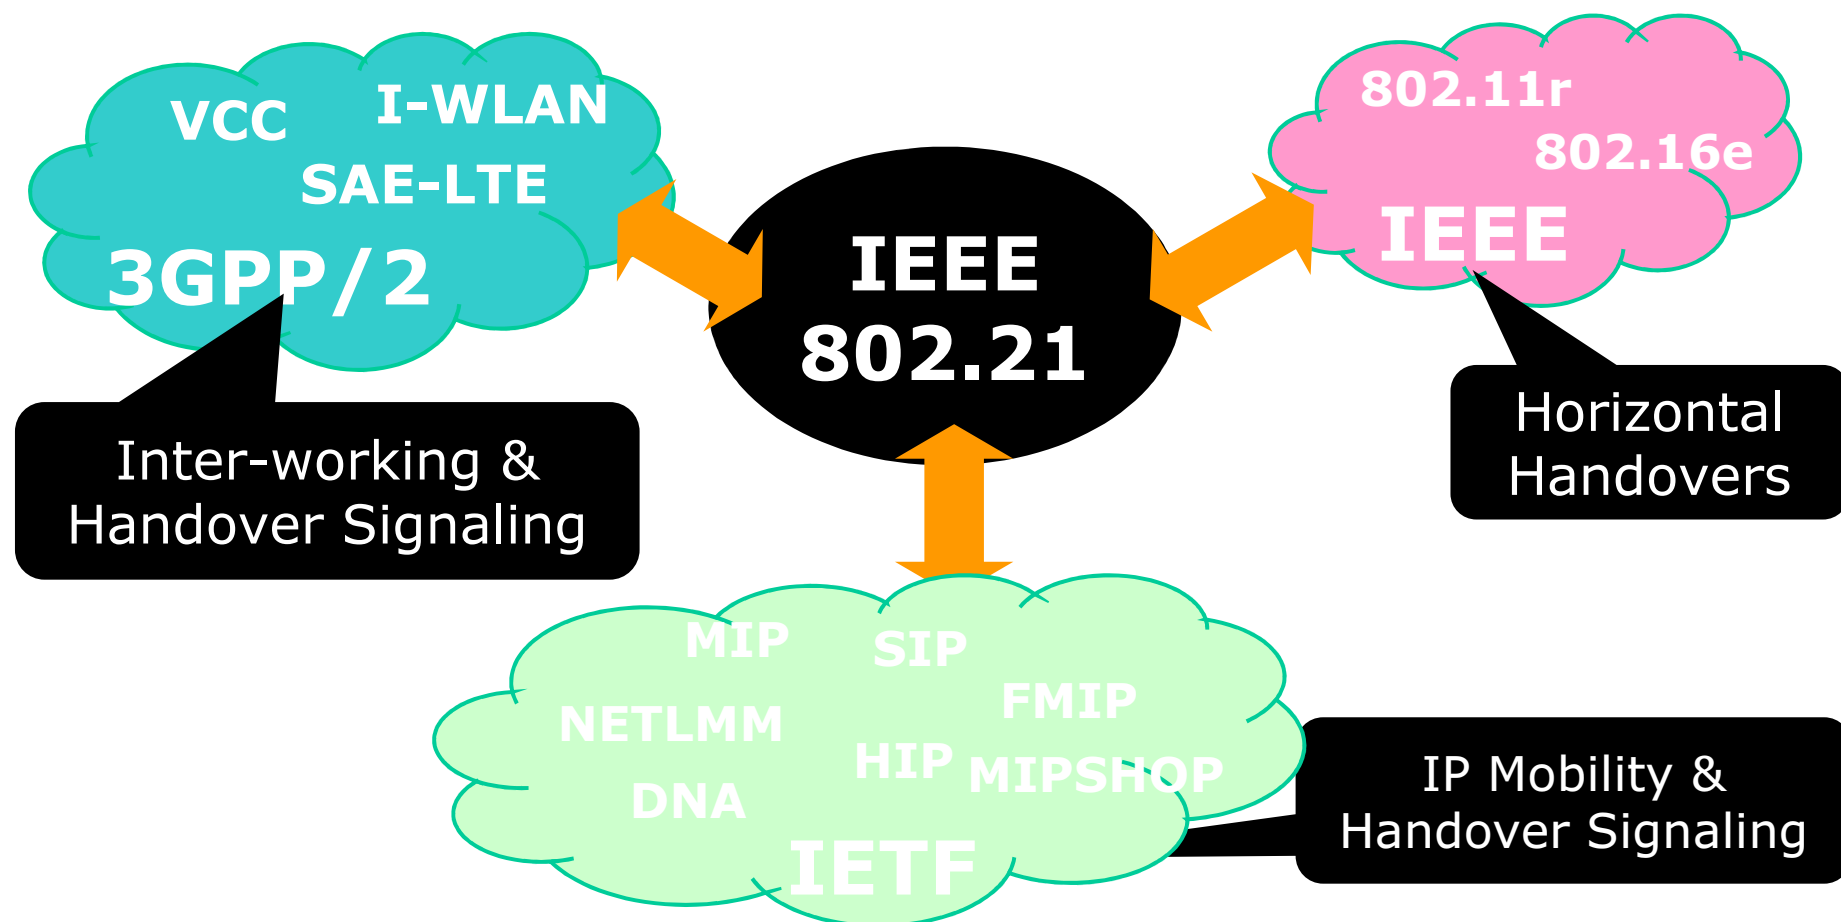 VCC
I-WLAN
SAE-LTE
3GPP/2
Inter-working &
Handover Signaling
IEEE
802.21
802.11r
802.16e
IEEE
Horizontal
Handovers
MIP
SIP
FMIP
NETLMM
HIP
MIPSHOP
DNA
IETF
IP Mobility &
Handover Signaling